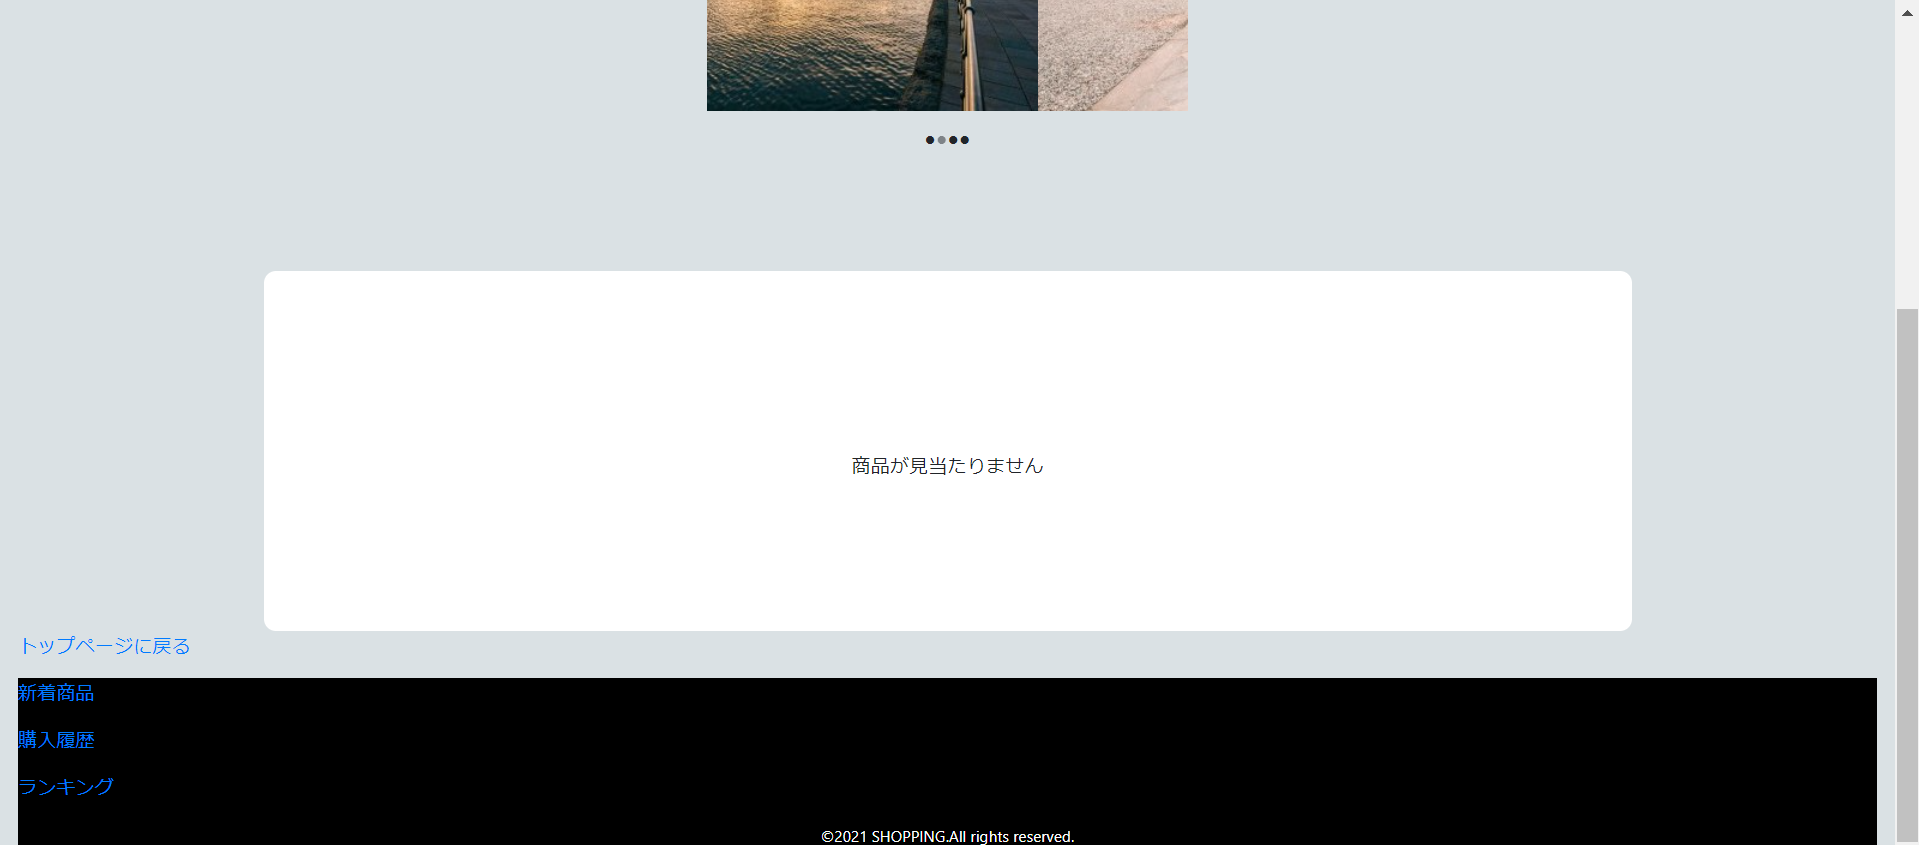 商品が見当たりません
トップページに戻る
新着商品
購入履歴
ランキング
©2021 SHOPPING.All rights reserved.